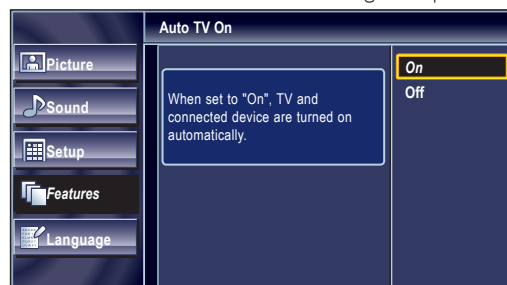 Auto TV On
Picture
Sound
Setup
Features
Language
When set to "On", TV and
connected device are turned on
automatically.
On
Off